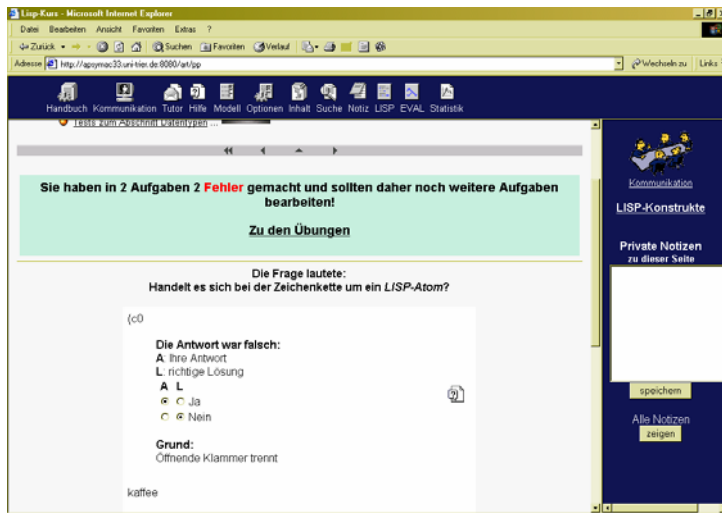 Lisp-Kurs - Microsoft Internet Explorer
Datei Bearbeiten Ansicht Favoriten Extras ?
Zurück Suchen Favoriten Verlauf
Adresse http://apsymac33.uni-trier.de:8080/art/pp Wechseln zu Links
Handbuch Kommunikation Tutor Hilfe Modell Optionen Inhalt Suche Notiz LISP EVAL Statistik
Tests zum Abschnitt Datentypen ...
Sie haben in 2 Aufgaben 2 Fehler gemacht und sollten daher noch weitere Aufgaben
bearbeiten!
Zu den Übungen
Die Frage lautete:
Handelt es sich bei der Zeichenkette um ein LISP-Atom?
(c0
Die Antwort war falsch:
A: Ihre Antwort
L: richtige Lösung
A L
Ja
Nein
Grund:
Öffnende Klammer trennt
kaffee
Kommunikation
LISP-Konstrukte
Private Notizen
zu dieser Seite
speichern
Alle Notizen
zeigen